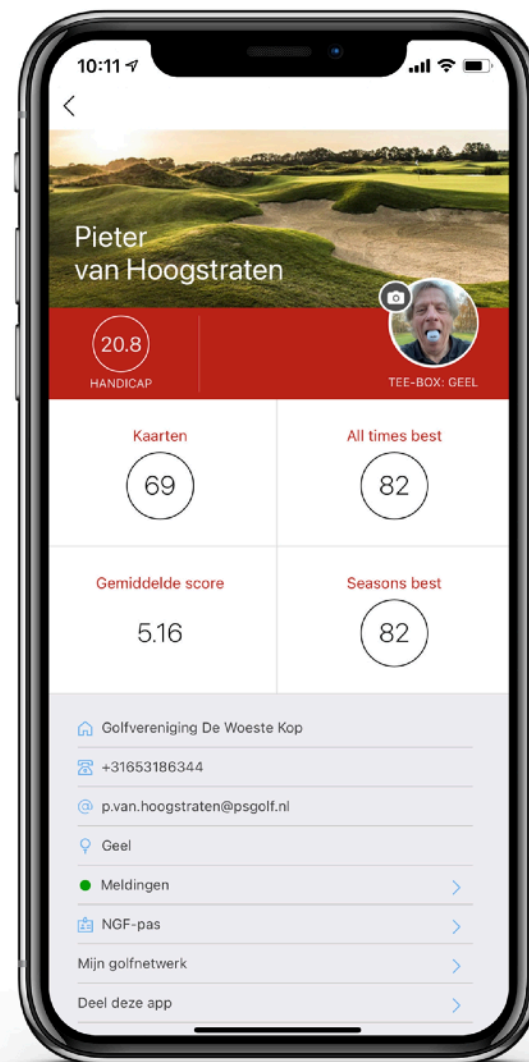 10:11
Pieter
van Hoogstraten
20.8
HANDICAP
TEE-BOX: GEEL
Kaarten
69
All times best
82
Gemiddelde score
5.16
Seasons best
82
Golfvereniging De Woeste Kop
+31653186344
p.van.hoogstraten@psgolf.nl
Geel
Meldingen
NGF-pas
Mijn golfnetwerk
Deel deze app